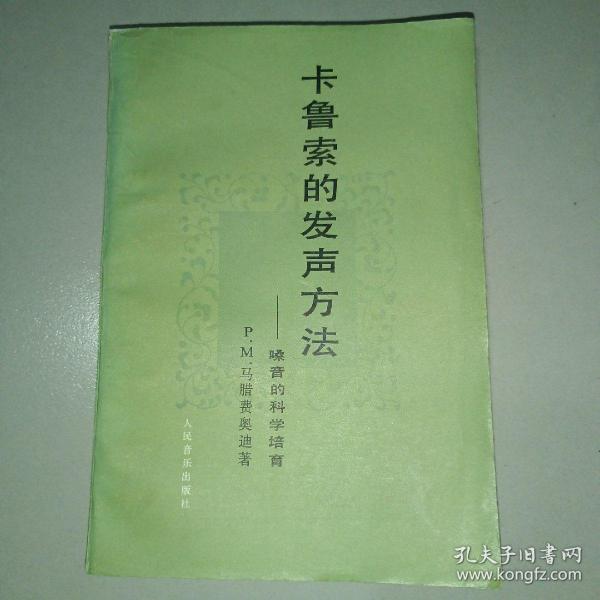 卡鲁索的发声方法
——嗓音的科学培育
P.M.马腊费奥迪著
人民音乐出版社
孔夫子旧书网
www.kongfz.com